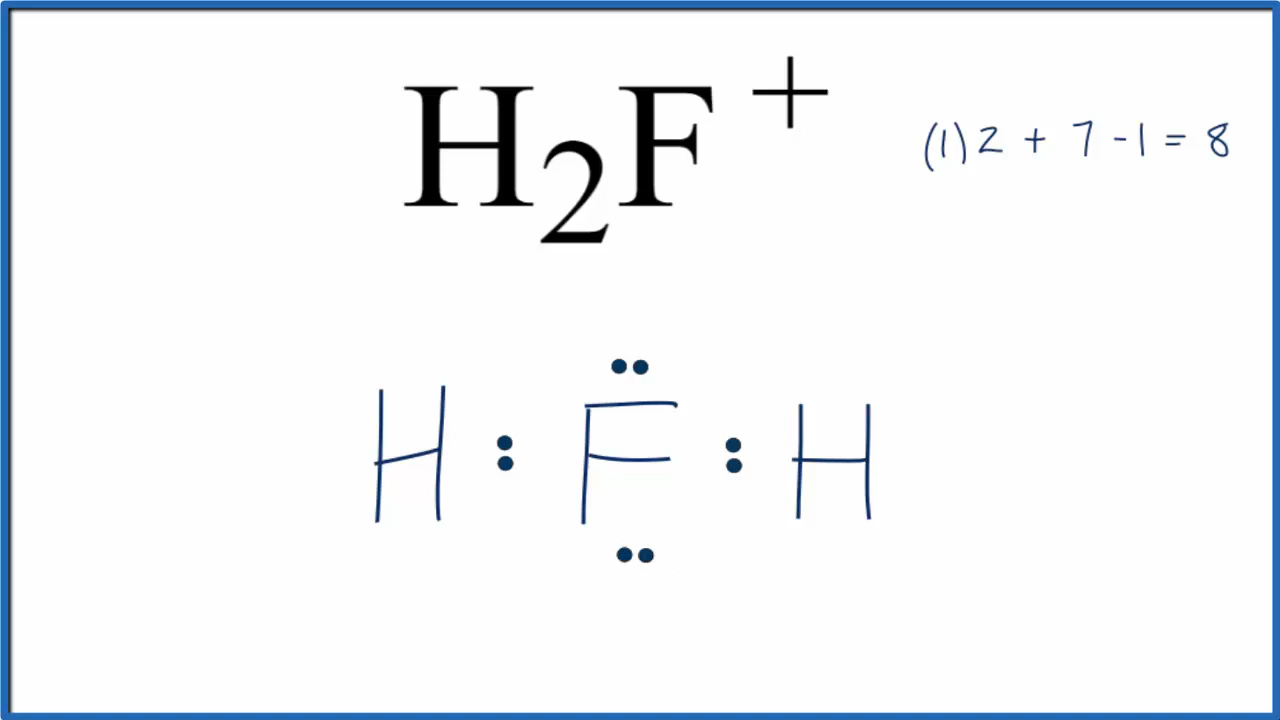 H₂F⁺
(1)2 + 7 - 1 = 8
H : F : H